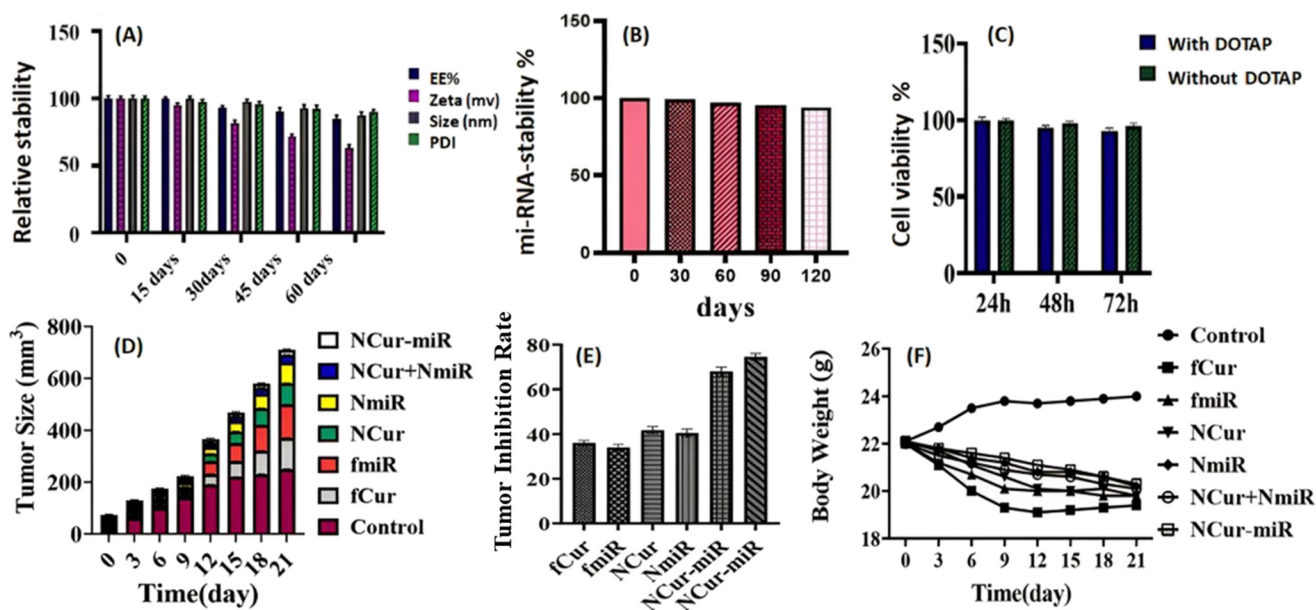 (A)
Relative stability
150
100
50
0
0
15 days
30days
45 days
60 days
EE%
Zeta (mv)
Size (nm)
PDI
(B)
mi-RNA-stability %
150
100
50
0
0 30 60 90 120
days
(C)
Cell viability %
150
100
50
0
24h 48h 72h
With DOTAP
Without DOTAP
(D)
Tumor Size (mm³)
800
600
400
200
0
0 3 6 9 12 15 18 21
Time(day)
NCur-miR
NCur+NmiR
NmiR
NCur
fmiR
fCur
Control
(E)
Tumor Inhibition Rate
80
60
40
20
0
fCur
fmiR
NCur
NmiR
NCur-miR
NCur-miR
(F)
Body Weight (g)
26
24
22
20
18
0 3 6 9 12 15 18 21
Time(day)
Control
fCur
fmiR
NCur
NmiR
NCur+NmiR
NCur-miR